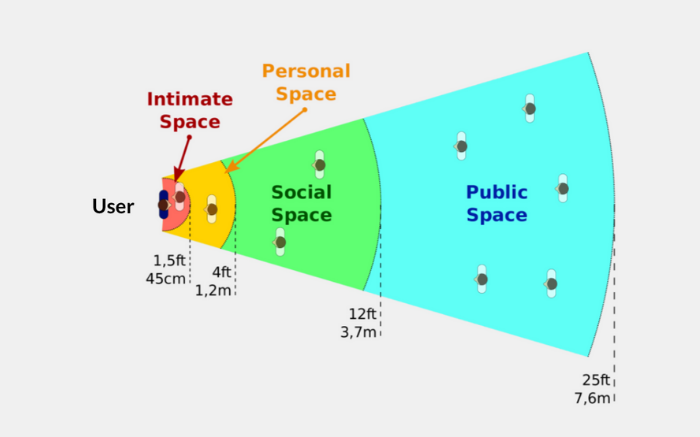 Personal
Space
Intimate
Space
Social
Space
Public
Space
User
1,5ft
45cm
4ft
1,2m
12ft
3,7m
25ft
7,6m